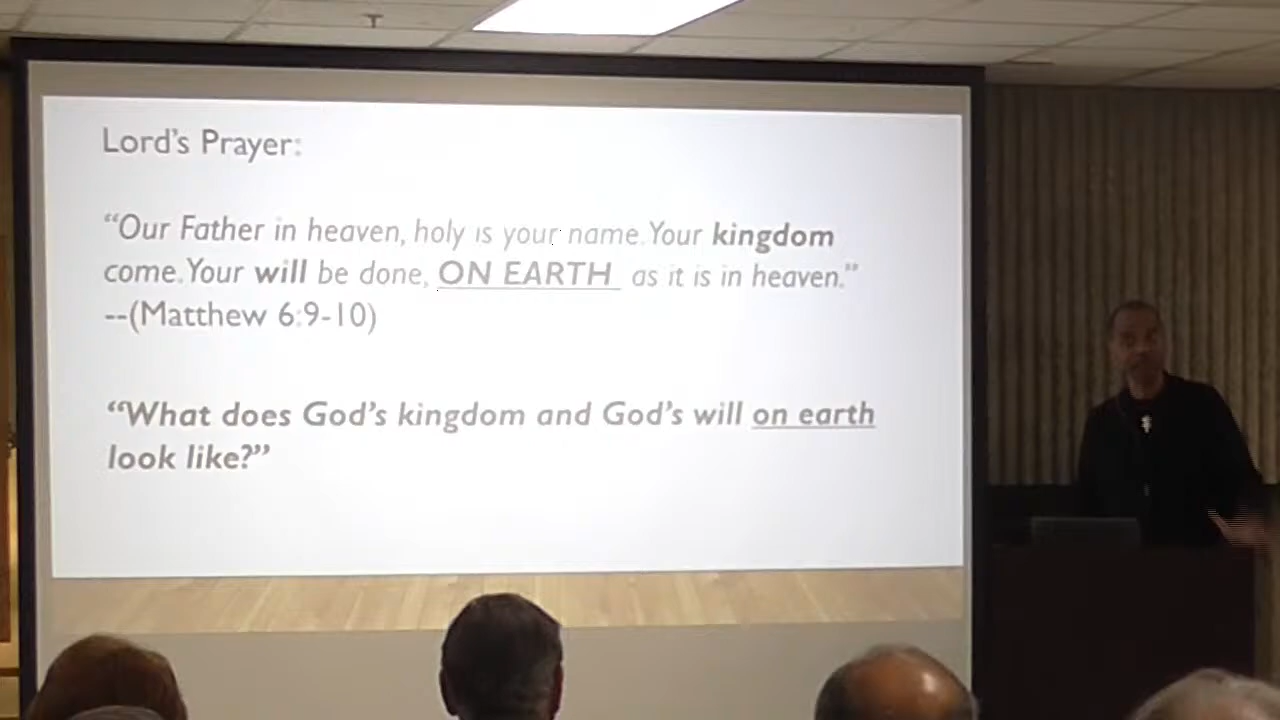 Lord's Prayer:
“Our Father in heaven, holy is your name. Your kingdom
come. Your will be done, ON EARTH as it is in heaven.”
--(Matthew 6:9-10)
“What does God's kingdom and God's will on earth
look like?”